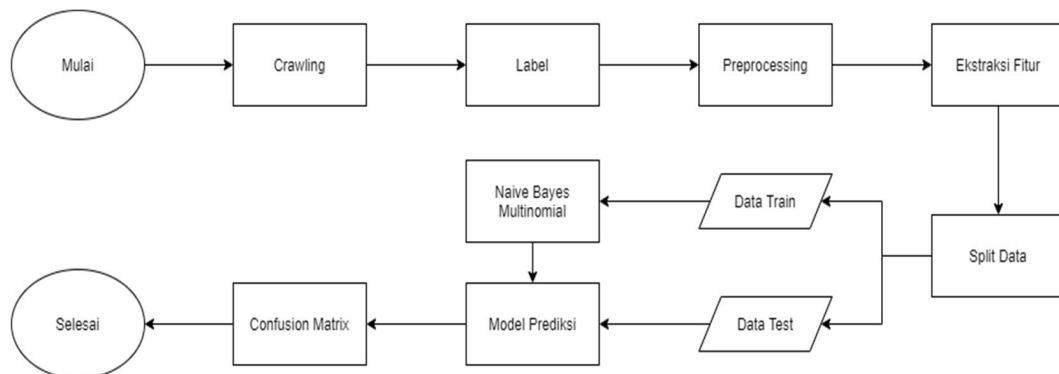 Mulai
Crawling
Label
Preprocessing
Ekstraksi Fitur
Naive Bayes
Multinomial
Data Train
Split Data
Selesai
Confusion Matrix
Model Prediksi
Data Test